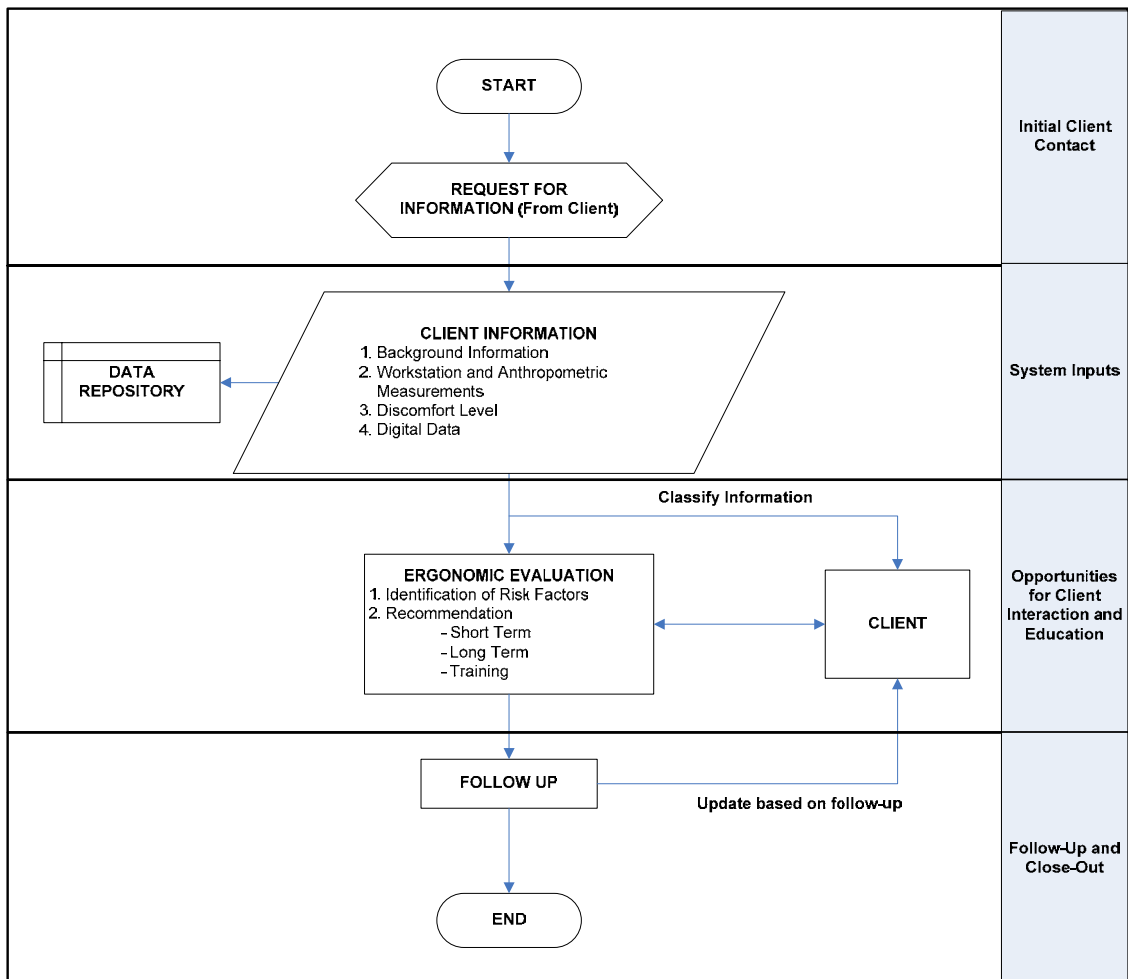 START
REQUEST FOR
INFORMATION (From Client)
Initial Client
Contact
CLIENT INFORMATION
1. Background Information
2. Workstation and Anthropometric
Measurements
3. Discomfort Level
4. Digital Data
DATA
REPOSITORY
System Inputs
Classify Information
ERGONOMIC EVALUATION
1. Identification of Risk Factors
2. Recommendation
- Short Term
- Long Term
- Training
CLIENT
Opportunities
for Client
Interaction and
Education
FOLLOW UP
Update based on follow-up
END
Follow-Up and
Close-Out